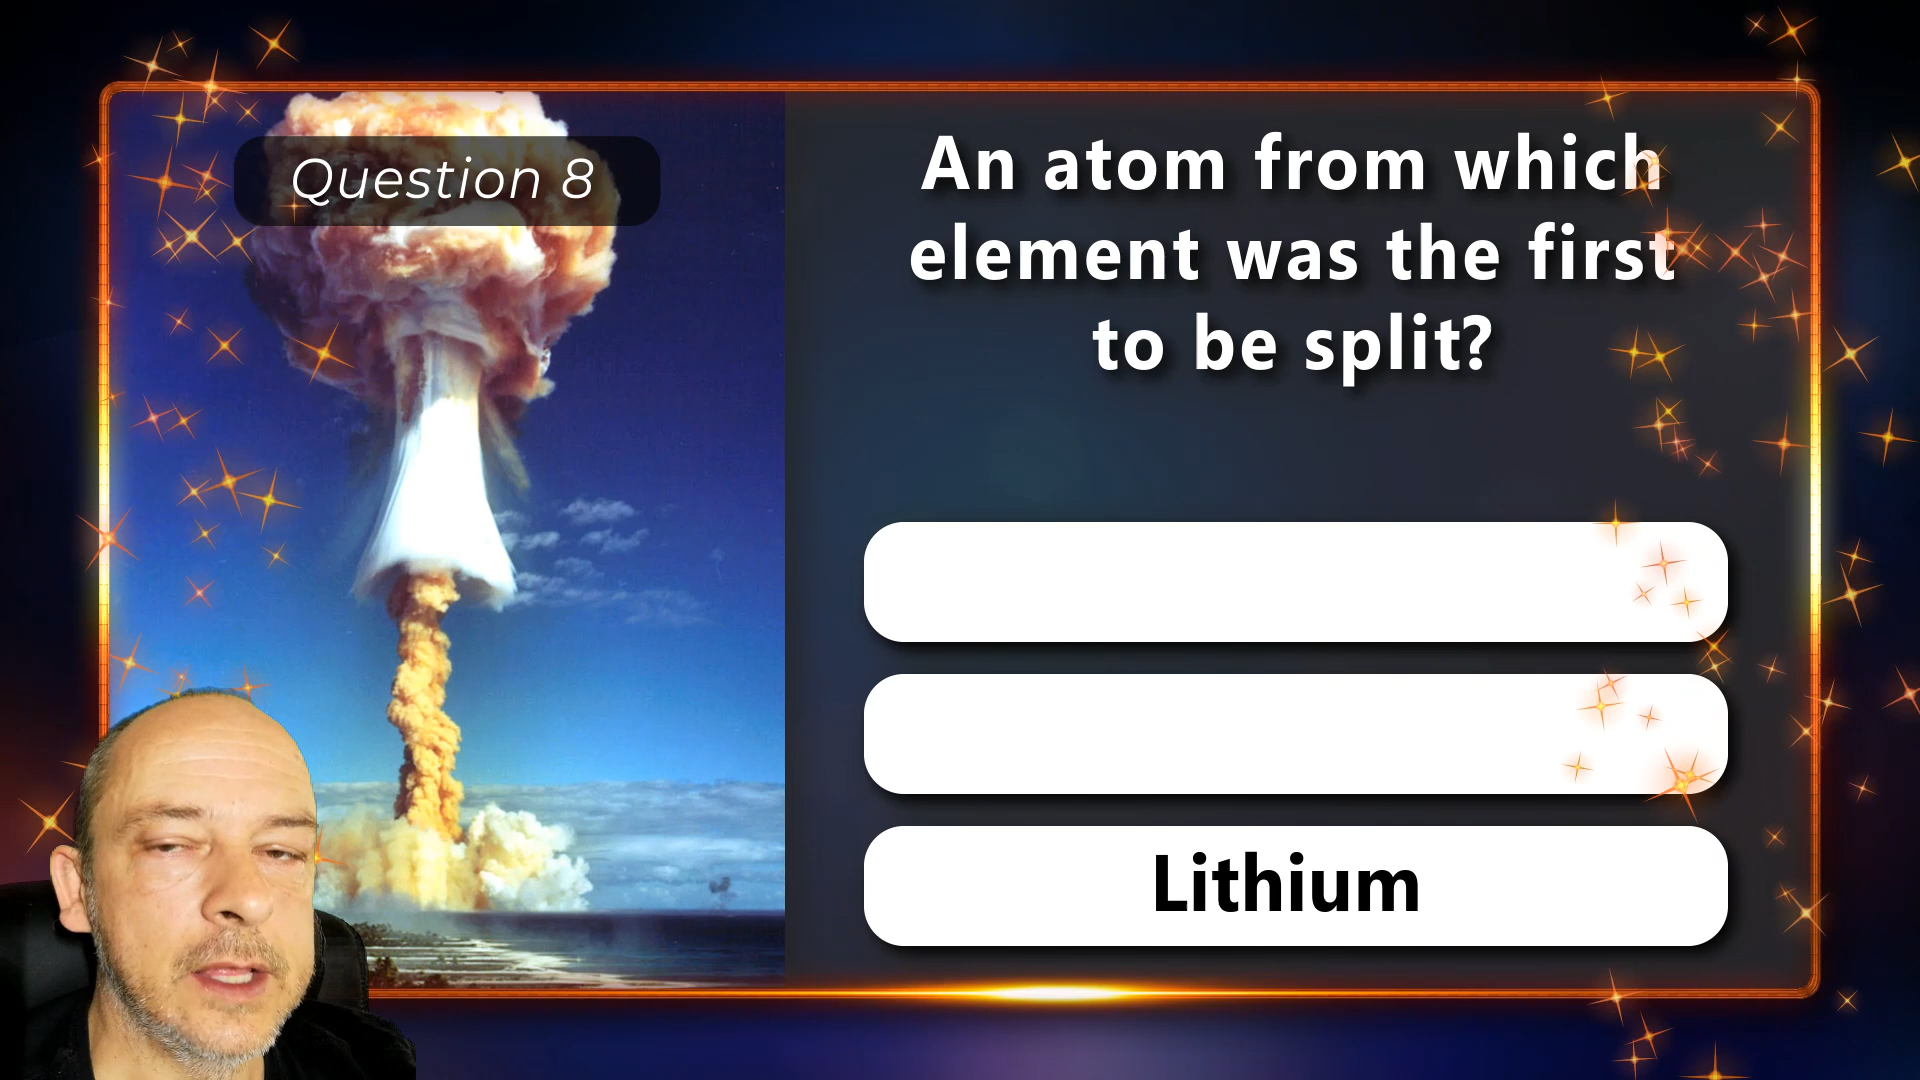 Question 8
An atom from which
element was the first
to be split?
Lithium